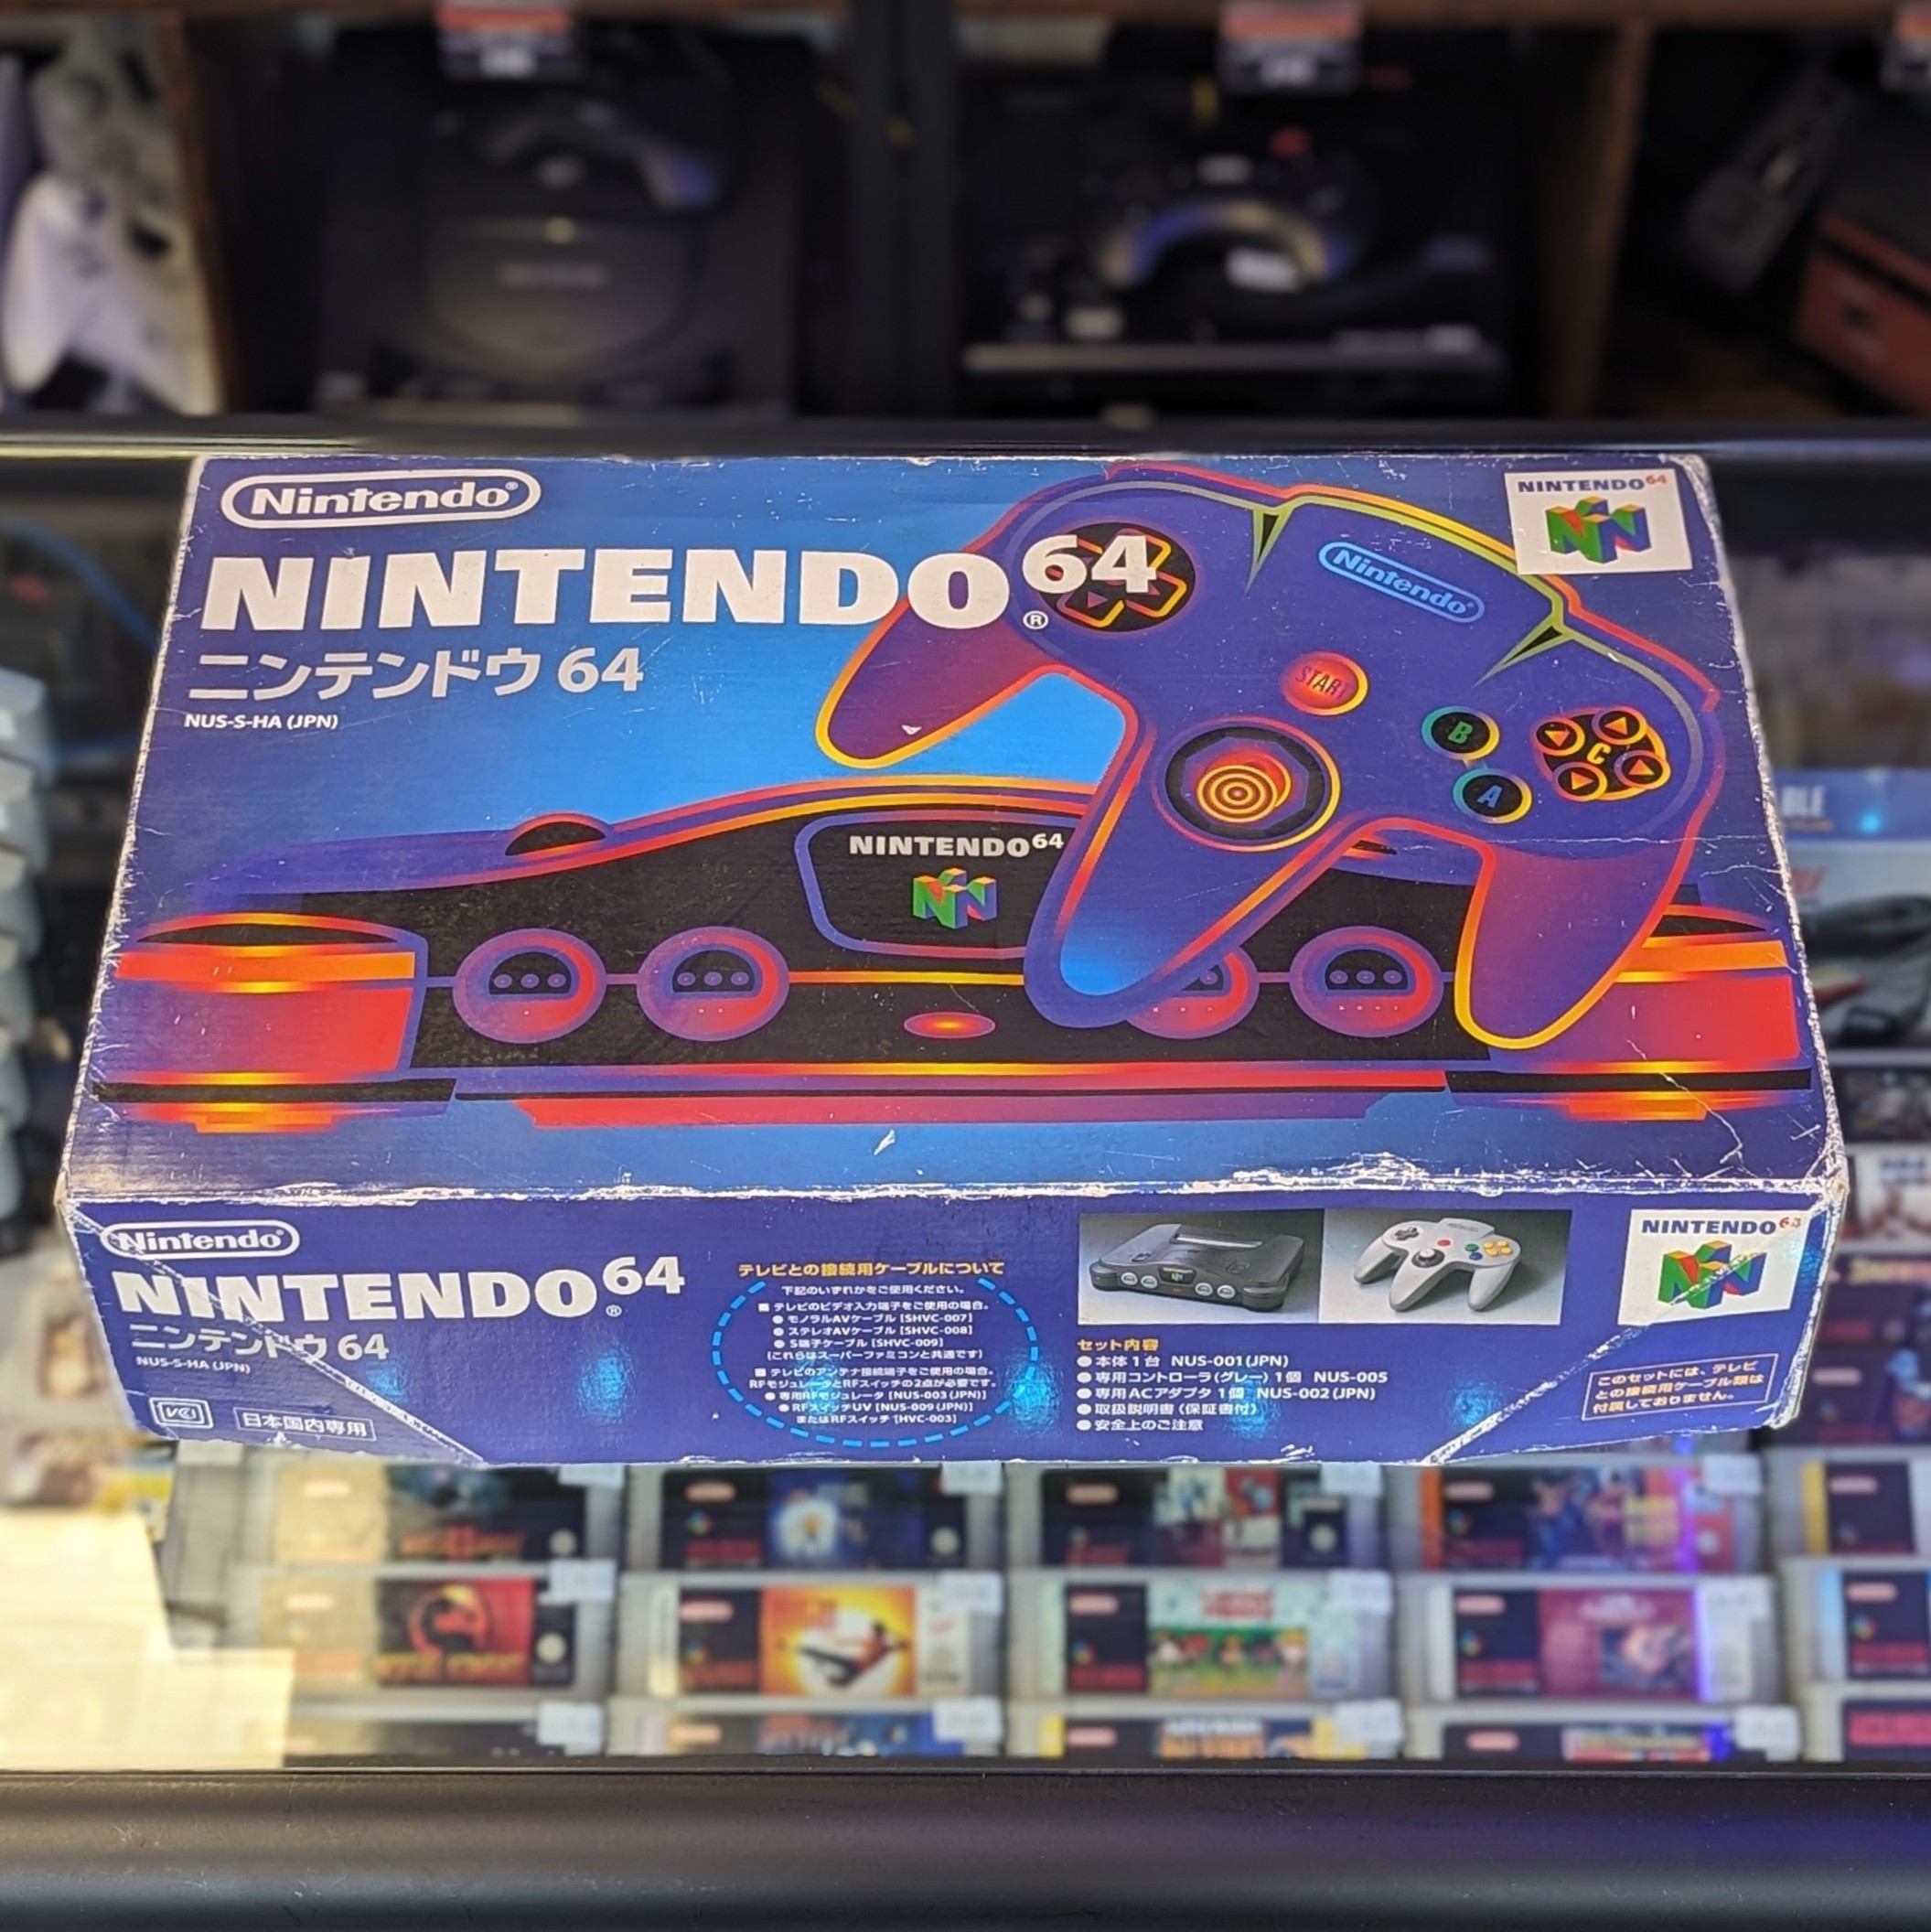 Nintendo®
NINTENDO64®
ニンテンドウ64
NUS-S-HA (JPN)
NINTENDO64
Nintendo®
START
B
A
C
NINTENDO64
Nintendo®
NINTENDO64®
ニンテンドウ64
NUS-S-HA (JPN)
VCCI
日本国内専用
テレビとの接続用ケーブルについて
下記のいずれかをご使用ください。
■ テレビのビデオ入力端子をご使用の場合。
● モノラルAVケーブル [SHVC-007]
● ステレオAVケーブル [SHVC-008]
● S端子ケーブル [SHVC-009]
(これらはスーパーファミコンと共通です)
■ テレビのアンテナ接続端子をご使用の場合。
RFモジュレータとRFスイッチの2点が必要です。
● 専用RFモジュレータ [NUS-003 (JPN)]
● RFスイッチUV [NUS-009 (JPN)]
またはRFスイッチ [HVC-003]
セット内容
● 本体1台 NUS-001(JPN)
● 専用コントローラ(グレー) 1個 NUS-005
● 専用ACアダプタ 1個 NUS-002(JPN)
● 取扱説明書(保証書付)
● 安全上のご注意
NINTENDO64
このセットには、テレビ
との接続用ケーブル類は
付属しておりません。